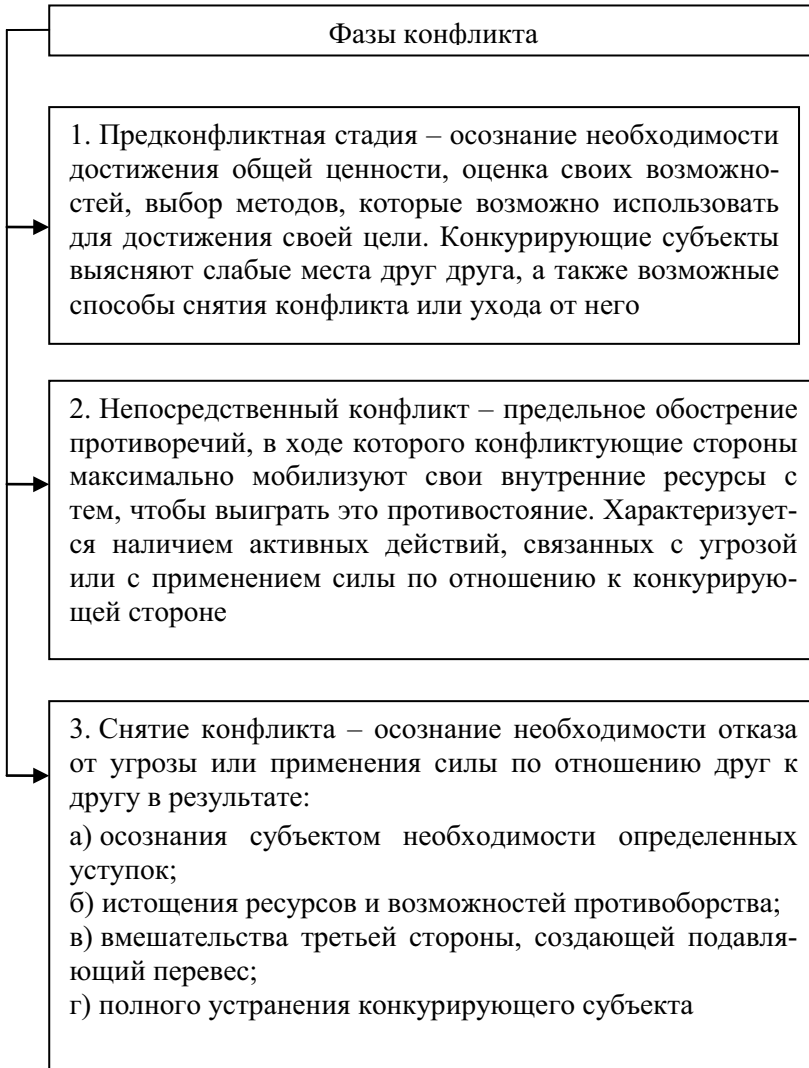 Фазы конфликта
1. Предконфликтная стадия – осознание необходимости
достижения общей ценности, оценка своих возможно-
стей, выбор методов, которые возможно использовать
для достижения своей цели. Конкурирующие субъекты
выясняют слабые места друг друга, а также возможные
способы снятия конфликта или ухода от него
2. Непосредственный конфликт – предельное обострение
противоречий, в ходе которого конфликтующие стороны
максимально мобилизуют свои внутренние ресурсы с
тем, чтобы выиграть это противостояние. Характеризует-
ся наличием активных действий, связанных с угрозой
или с применением силы по отношению к конкурирую-
щей стороне
3. Снятие конфликта – осознание необходимости отказа
от угрозы или применения силы по отношению друг к
другу в результате:
а) осознания субъектом необходимости определенных
уступок;
б) истощения ресурсов и возможностей противоборства;
в) вмешательства третьей стороны, создающей подавля-
ющий перевес;
г) полного устранения конкурирующего субъекта